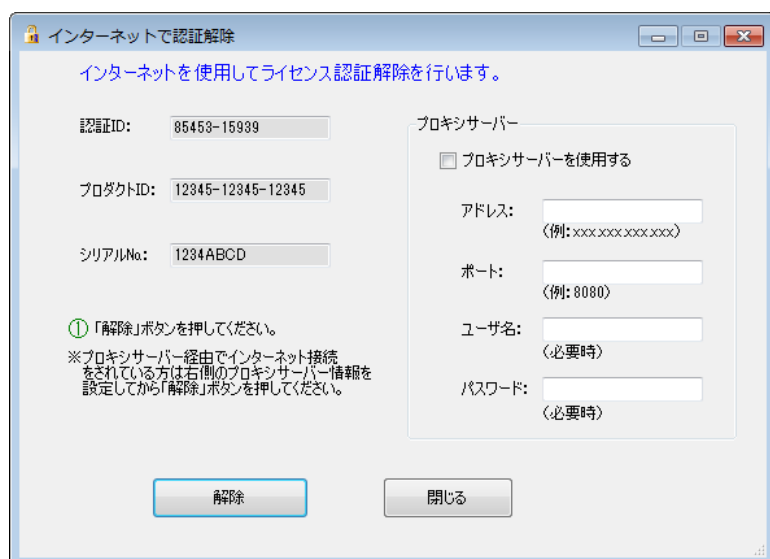 インターネットで認証解除
インターネットを使用してライセンス認証解除を行います。
認証ID: 85453-15939
プロダクトID: 12345-12345-12345
シリアルNo: 1234ABCD
①「解除」ボタンを押してください。
※プロキシサーバー経由でインターネット接続
をされている方は右側のプロキシサーバー情報を
設定してから「解除」ボタンを押してください。
プロキシサーバー
プロキシサーバーを使用する
アドレス:
(例:xxx.xxx.xxx.xxx)
ポート:
(例:8080)
ユーザ名:
(必要時)
パスワード:
(必要時)
解除
閉じる